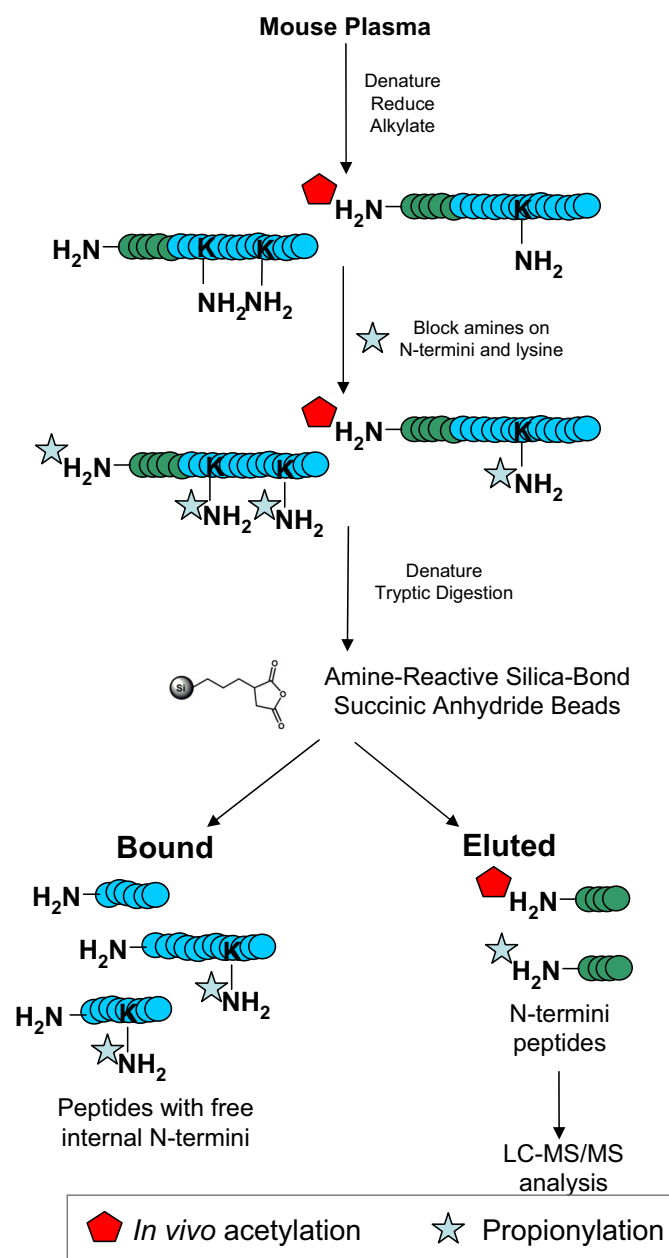 Mouse Plasma
Denature
Reduce
Alkylate
H₂N
K
NH₂
H₂N
K K
NH₂ NH₂
Block amines on
N-termini and lysine
H₂N
K
NH₂
H₂N
K K
NH₂ NH₂
Denature
Tryptic Digestion
Si
O
O
O
Amine-Reactive Silica-Bond
Succinic Anhydride Beads
Bound
H₂N
H₂N
K
NH₂
H₂N
K
NH₂
Peptides with free
internal N-termini
Eluted
H₂N
H₂N
N-termini
peptides
LC-MS/MS
analysis
In vivo acetylation
Propionylation